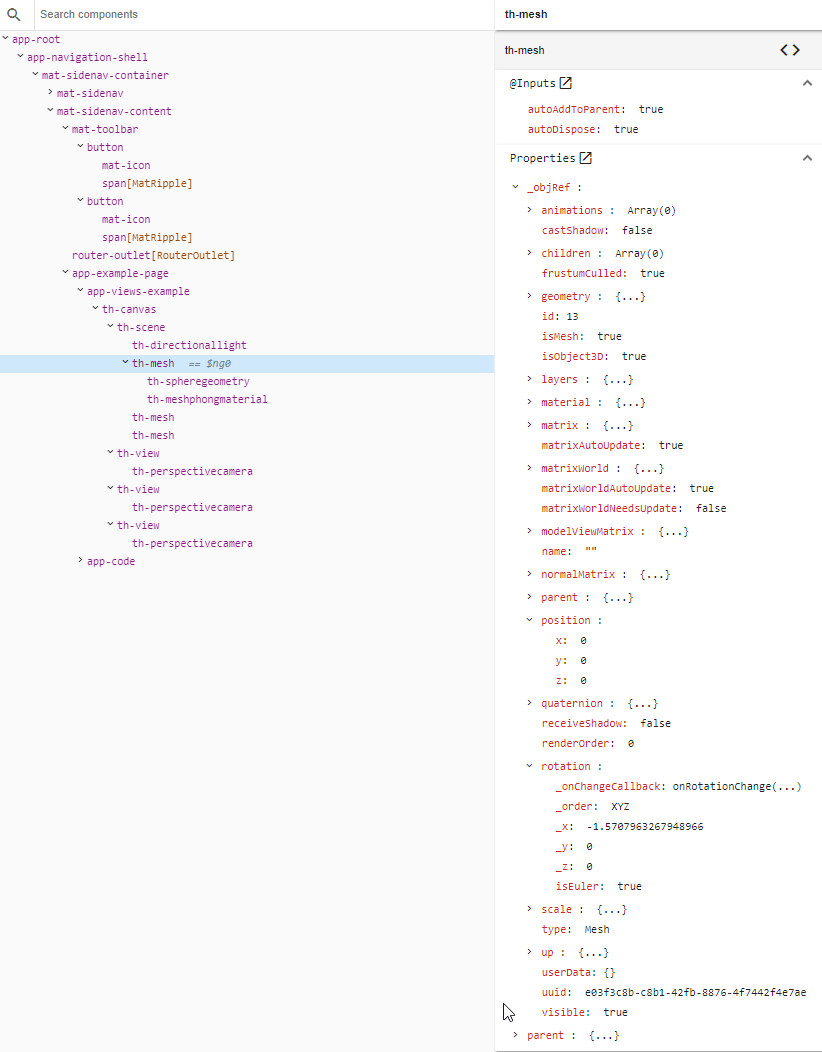 Search components
app-root
app-navigation-shell
mat-sidenav-container
mat-sidenav
mat-sidenav-content
mat-toolbar
button
mat-icon
span[MatRipple]
button
mat-icon
span[MatRipple]
router-outlet[RouterOutlet]
app-example-page
app-views-example
th-canvas
th-scene
th-directionallight
th-mesh == $ng0
th-spheregeometry
th-meshphongmaterial
th-mesh
th-mesh
th-view
th-perspectivecamera
th-view
th-perspectivecamera
th-view
th-perspectivecamera
app-code
th-mesh
th-mesh
@Inputs
autoAddToParent: true
autoDispose: true
Properties
_objRef :
animations : Array(0)
castShadow: false
children : Array(0)
frustumCulled: true
geometry : {...}
id: 13
isMesh: true
isObject3D: true
layers : {...}
material : {...}
matrix : {...}
matrixAutoUpdate: true
matrixWorld : {...}
matrixWorldAutoUpdate: true
matrixWorldNeedsUpdate: false
modelViewMatrix : {...}
name: ""
normalMatrix : {...}
parent : {...}
position :
x: 0
y: 0
z: 0
quaternion : {...}
receiveShadow: false
renderOrder: 0
rotation :
_onChangeCallback: onRotationChange(...)
_order: XYZ
_x: -1.5707963267948966
_y: 0
_z: 0
isEuler: true
scale : {...}
type: Mesh
up : {...}
userData: {}
uuid: e03f3c8b-c8b1-42fb-8876-4f7442f4e7ae
visible: true
parent : {...}